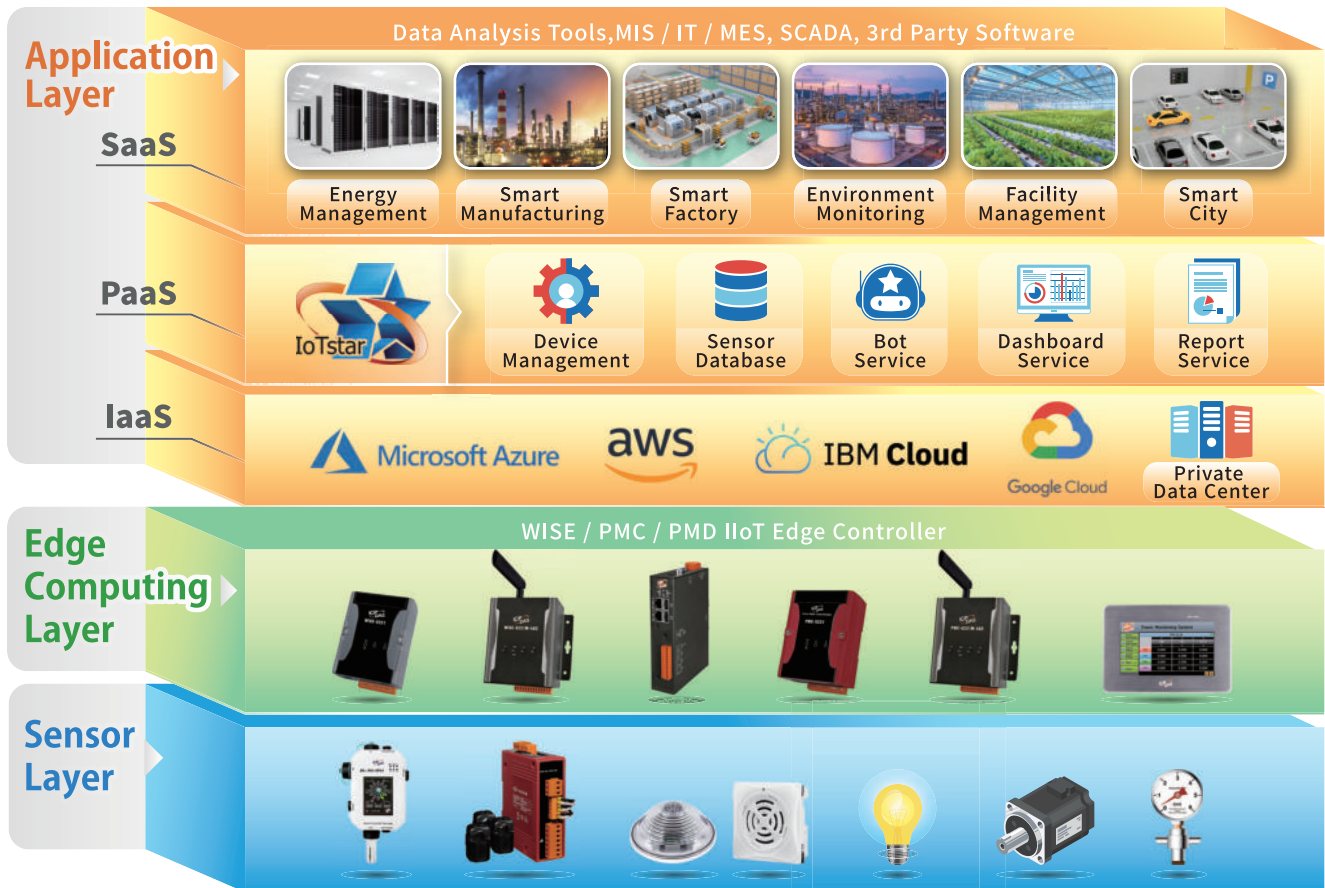 Data Analysis Tools,MIS / IT / MES, SCADA, 3rd Party Software
Application
Layer
SaaS
Energy
Management
Smart
Manufacturing
Smart
Factory
Environment
Monitoring
Facility
Management
Smart
City
P
PaaS
IoTstar
Device
Management
Sensor
Database
Bot
Service
Dashboard
Service
Report
Service
IaaS
Microsoft Azure
aws
IBM Cloud
Google Cloud
Private
Data Center
WISE / PMC / PMD IIoT Edge Controller
Edge
Computing
Layer
Power Monitoring System
Sensor
Layer